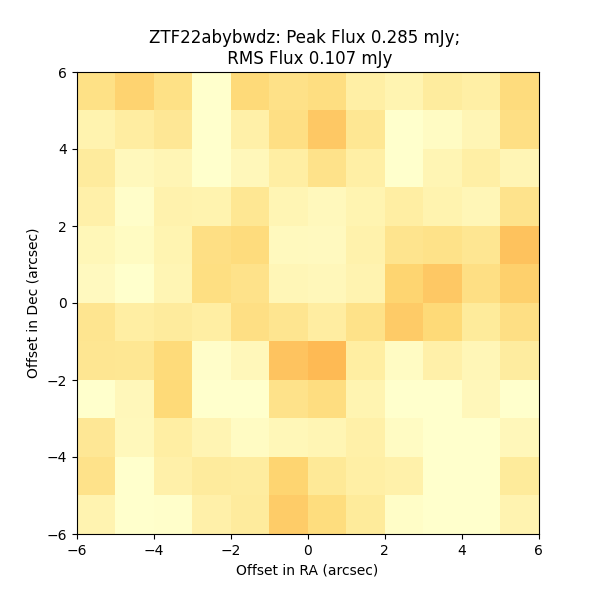 ZTF22abybwdz: Peak Flux 0.285 mJy;
RMS Flux 0.107 mJy
6
4
2
0
−2
−4
−6
Offset in Dec (arcsec)
−6 −4 −2 0 2 4 6
Offset in RA (arcsec)